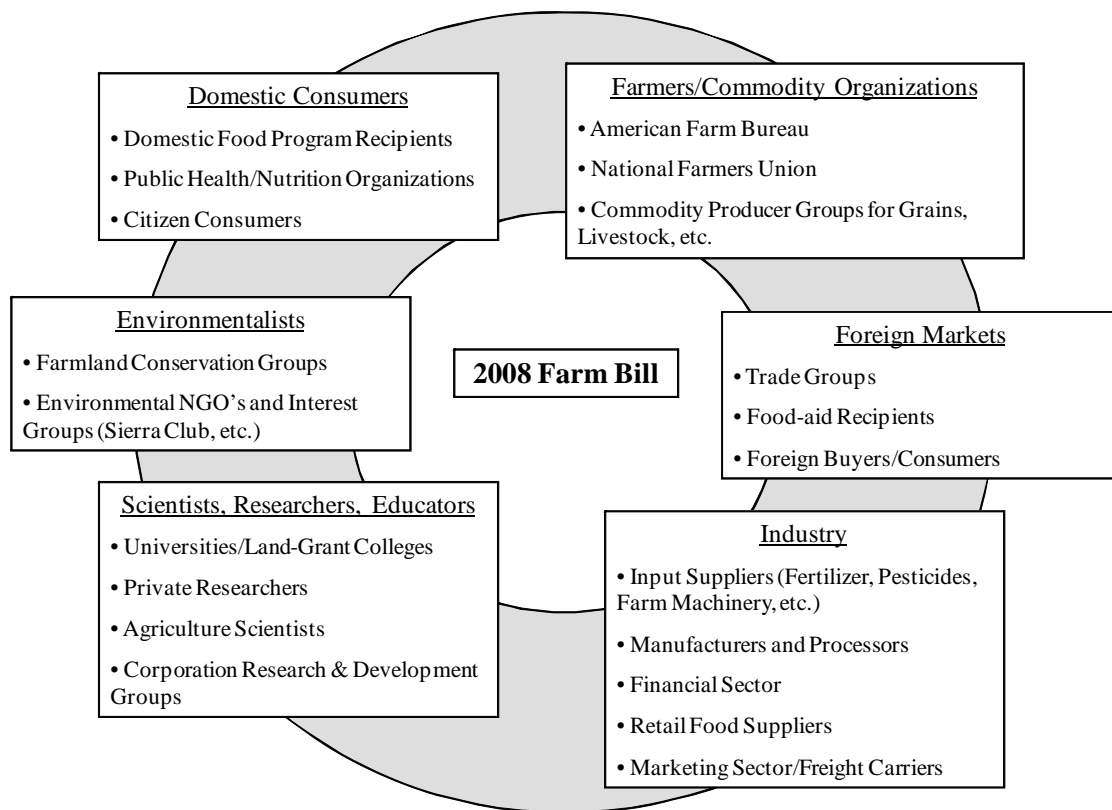 Domestic Consumers
• Domestic Food Program Recipients
• Public Health/Nutrition Organizations
• Citizen Consumers
Farmers/Commodity Organizations
• American Farm Bureau
• National Farmers Union
• Commodity Producer Groups for Grains,
Livestock, etc.
Environmentalists
• Farmland Conservation Groups
• Environmental NGO's and Interest
Groups (Sierra Club, etc.)
2008 Farm Bill
Foreign Markets
• Trade Groups
• Food-aid Recipients
• Foreign Buyers/Consumers
Scientists, Researchers, Educators
• Universities/Land-Grant Colleges
• Private Researchers
• Agriculture Scientists
• Corporation Research & Development
Groups
Industry
• Input Suppliers (Fertilizer, Pesticides,
Farm Machinery, etc.)
• Manufacturers and Processors
• Financial Sector
• Retail Food Suppliers
• Marketing Sector/Freight Carriers